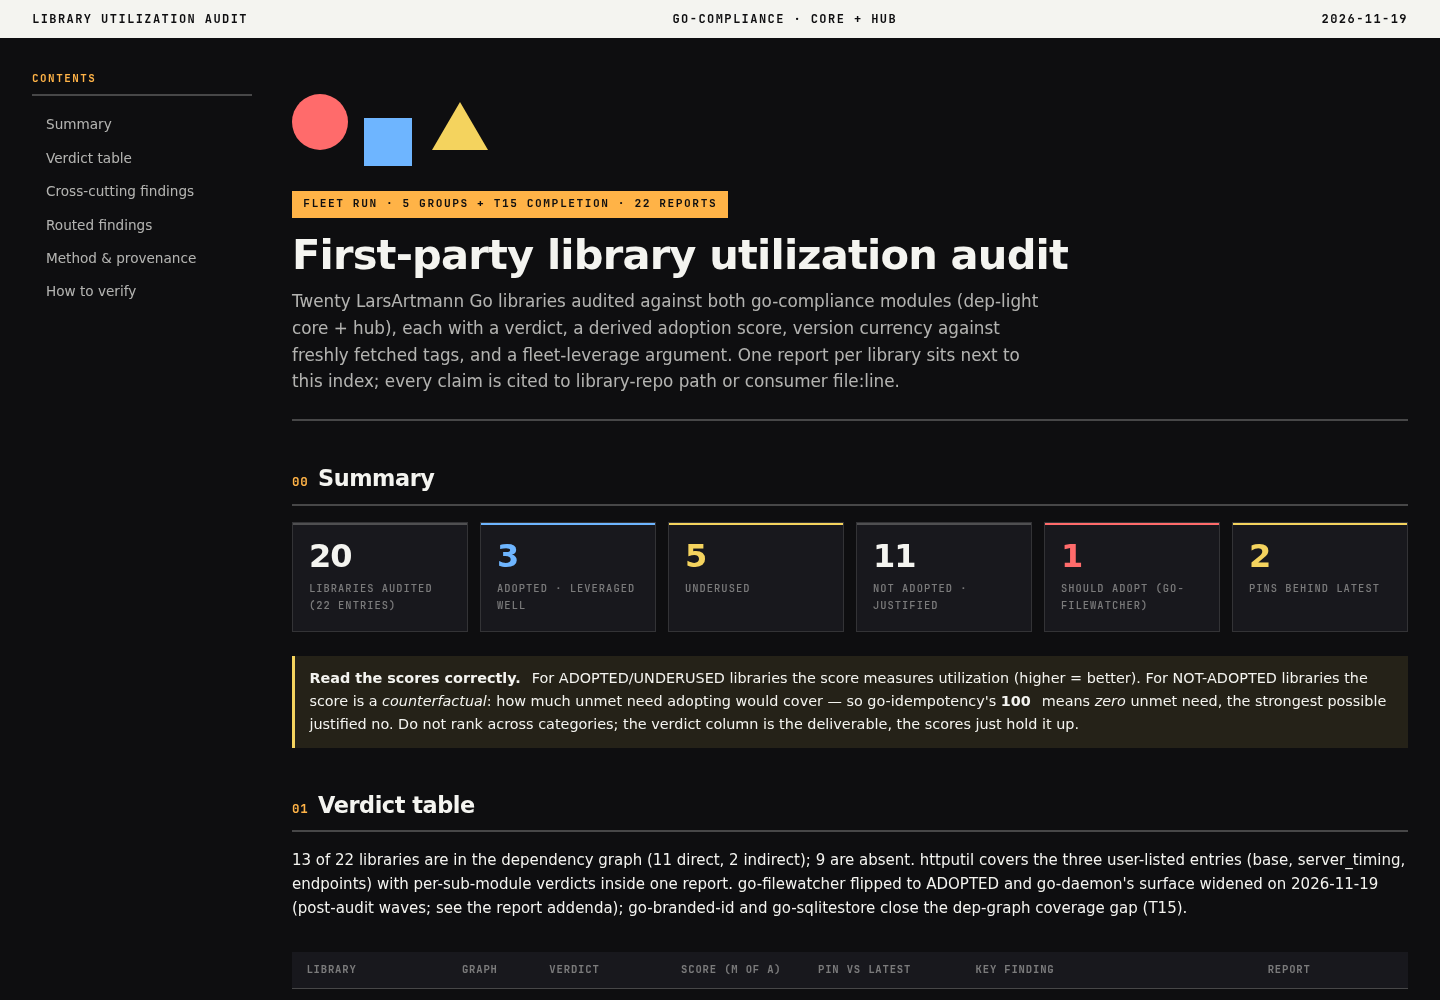 LIBRARY UTILIZATION AUDIT
GO-COMPLIANCE · CORE + HUB
2026-11-19
CONTENTS
Summary
Verdict table
Cross-cutting findings
Routed findings
Method & provenance
How to verify
FLEET RUN · 5 GROUPS + T15 COMPLETION · 22 REPORTS
First-party library utilization audit
Twenty LarsArtmann Go libraries audited against both go-compliance modules (dep-light
core + hub), each with a verdict, a derived adoption score, version currency against
freshly fetched tags, and a fleet-leverage argument. One report per library sits next to
this index; every claim is cited to library-repo path or consumer file:line.
00 Summary
20
LIBRARIES AUDITED
(22 ENTRIES)
3
ADOPTED · LEVERAGED
WELL
5
UNDERUSED
11
NOT ADOPTED ·
JUSTIFIED
1
SHOULD ADOPT (GO-
FILEWATCHER)
2
PINS BEHIND LATEST
Read the scores correctly. For ADOPTED/UNDERUSED libraries the score measures utilization (higher = better). For NOT-ADOPTED libraries the
score is a counterfactual: how much unmet need adopting would cover — so go-idempotency's 100 means zero unmet need, the strongest possible
justified no. Do not rank across categories; the verdict column is the deliverable, the scores just hold it up.
01 Verdict table
13 of 22 libraries are in the dependency graph (11 direct, 2 indirect); 9 are absent. httputil covers the three user-listed entries (base, server_timing,
endpoints) with per-sub-module verdicts inside one report. go-filewatcher flipped to ADOPTED and go-daemon's surface widened on 2026-11-19
(post-audit waves; see the report addenda); go-branded-id and go-sqlitestore close the dep-graph coverage gap (T15).
LIBRARY GRAPH VERDICT SCORE (M OF A) PIN VS LATEST KEY FINDING REPORT